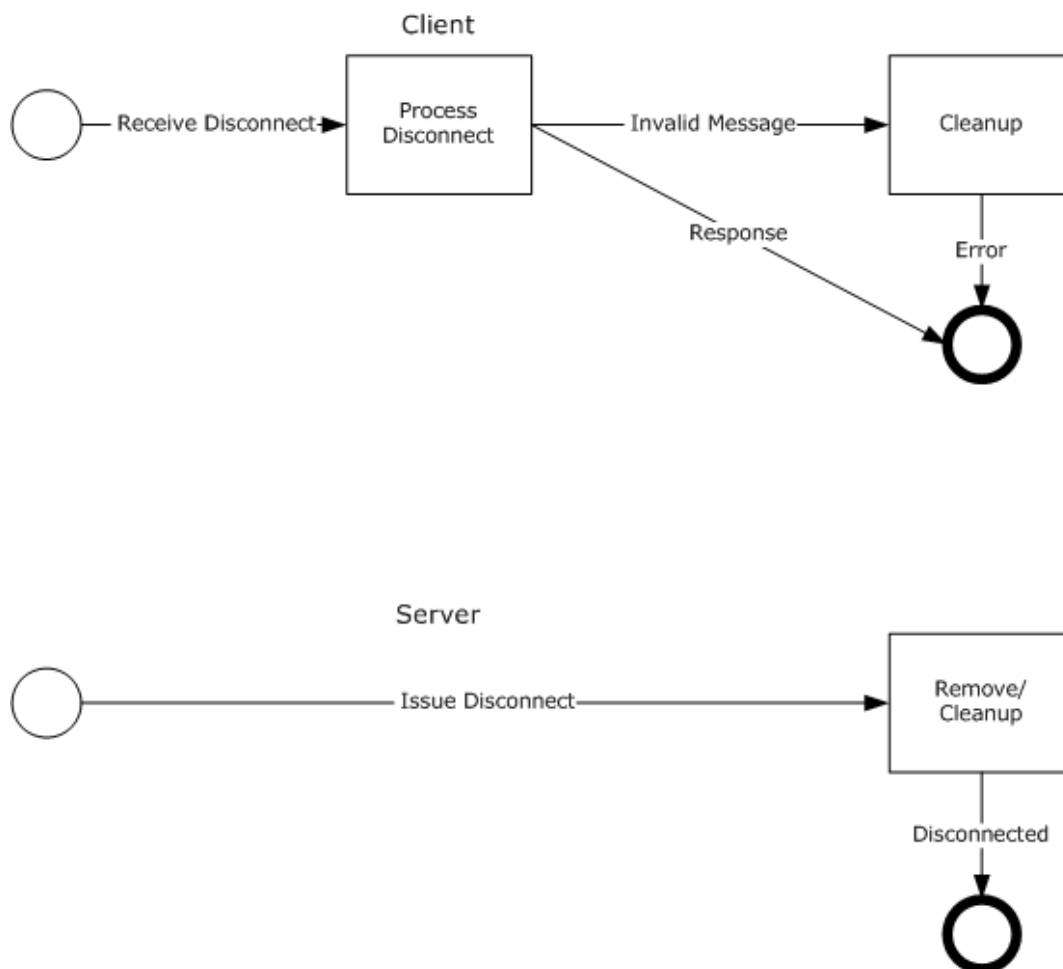 Client
Receive Disconnect
Process
Disconnect
Invalid Message
Cleanup
Response
Error
Server
Issue Disconnect
Remove/
Cleanup
Disconnected